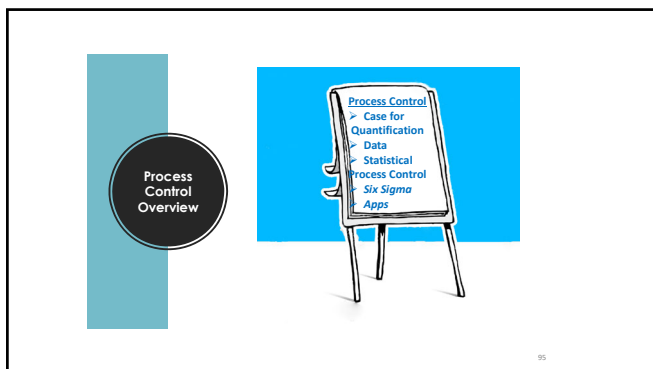 Process
Control
Overview
Process Control
➢ Case for
Quantification
➢ Data
➢ Statistical
Process Control
➢ Six Sigma
➢ Apps
95